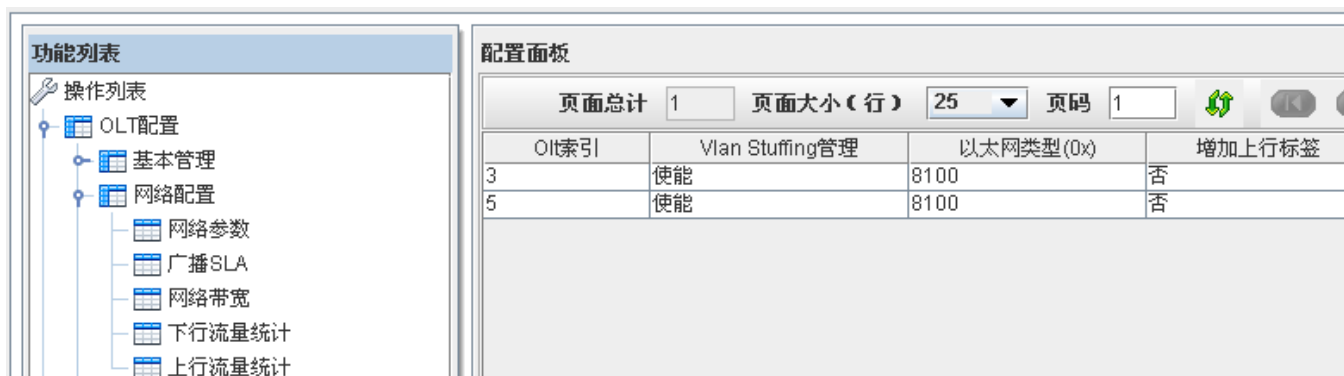 功能列表
操作列表
OLT配置
基本管理
网络配置
网络参数
广播SLA
网络带宽
下行流量统计
上行流量统计
配置面板
页面总计 1 页面大小（行） 25 页码 1
Olt索引 Vlan Stuffing管理 以太网类型(0x) 增加上行标签
3 使能 8100 否
5 使能 8100 否